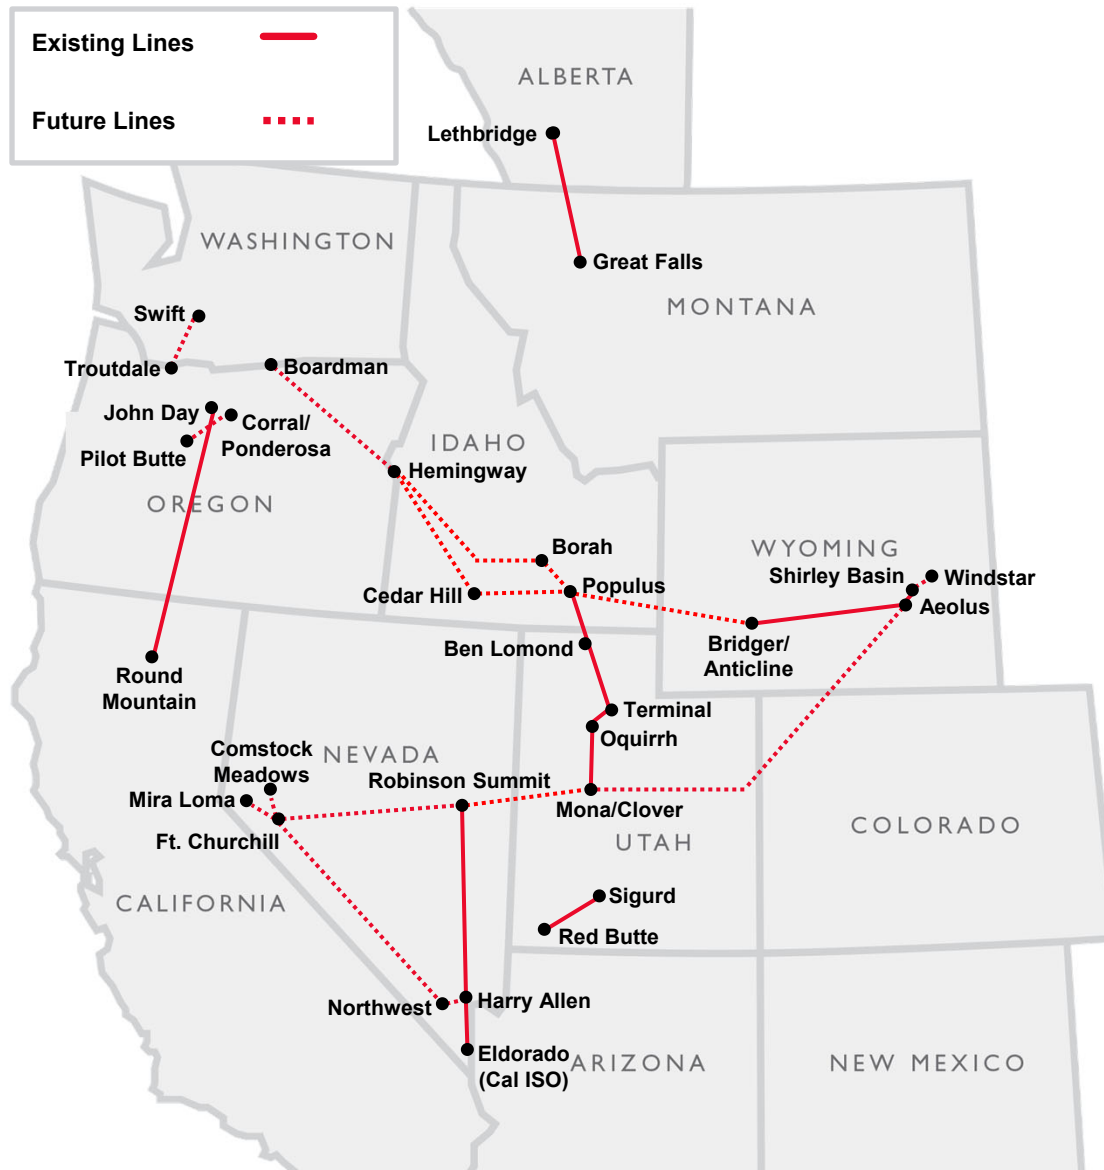 Existing Lines
Future Lines
ALBERTA
Lethbridge
WASHINGTON
Great Falls
MONTANA
Swift
Troutdale
Boardman
John Day
Corral/
Ponderosa
Pilot Butte
IDAHO
Hemingway
OREGON
WYOMING
Borah
Shirley Basin
Windstar
Populus
Cedar Hill
Aeolus
Bridger/
Anticline
Ben Lomond
Round
Mountain
Terminal
Oquirrh
Comstock
Meadows
NEVADA
Robinson Summit
Mira Loma
Mona/Clover
Ft. Churchill
UTAH
COLORADO
CALIFORNIA
Sigurd
Red Butte
Northwest
Harry Allen
Eldorado
(Cal ISO)
ARIZONA
NEW MEXICO